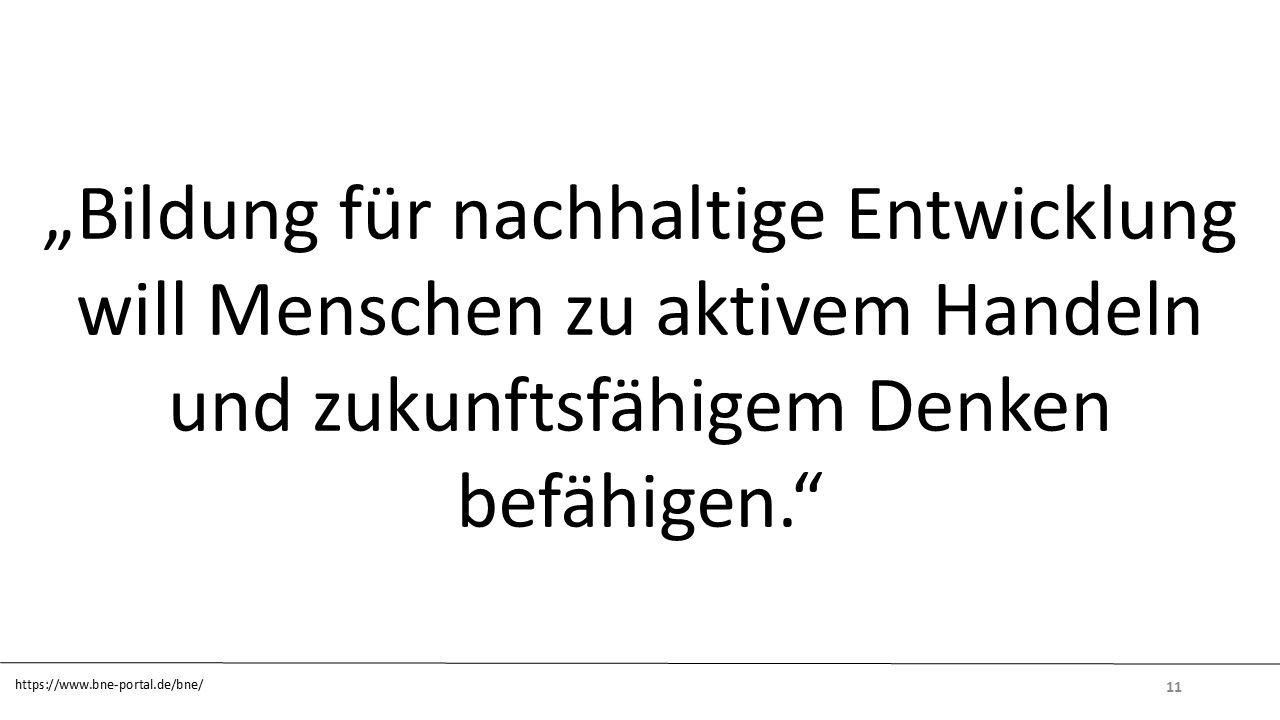 „Bildung für nachhaltige Entwicklung
will Menschen zu aktivem Handeln
und zukunftsfähigem Denken
befähigen.“
https://www.bne-portal.de/bne/
11